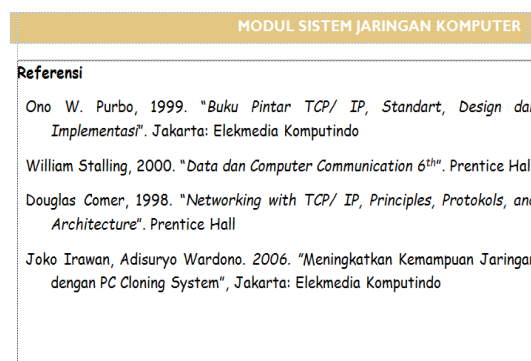 MODUL SISTEM JARINGAN KOMPUTER
Referensi
Ono W. Purbo, 1999. "Buku Pintar TCP/ IP, Standart, Design da
Implementasi". Jakarta: Elekmedia Komputindo
William Stalling, 2000. "Data dan Computer Communication 6th". Prentice Hal
Douglas Comer, 1998. "Networking with TCP/ IP, Principles, Protokols, and
Architecture". Prentice Hall
Joko Irawan, Adisuryo Wardono. 2006. "Meningkatkan Kemampuan Jaringan
dengan PC Cloning System", Jakarta: Elekmedia Komputindo